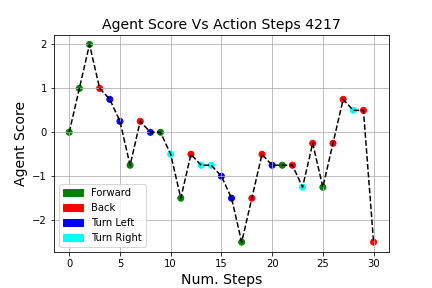 Agent Score Vs Action Steps 4217
2
1
0
−1
−2
Agent Score
Forward
Back
Turn Left
Turn Right
0 5 10 15 20 25 30
Num. Steps